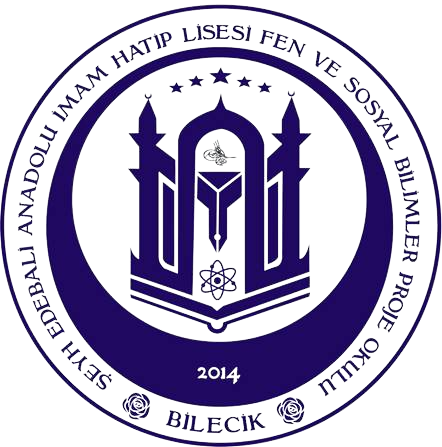 ŞEYH EDEBALİ ANADOLU İMAM HATİP LİSESİ FEN VE SOSYAL BİLİMLER PROJE OKULU
2014
BİLECİK